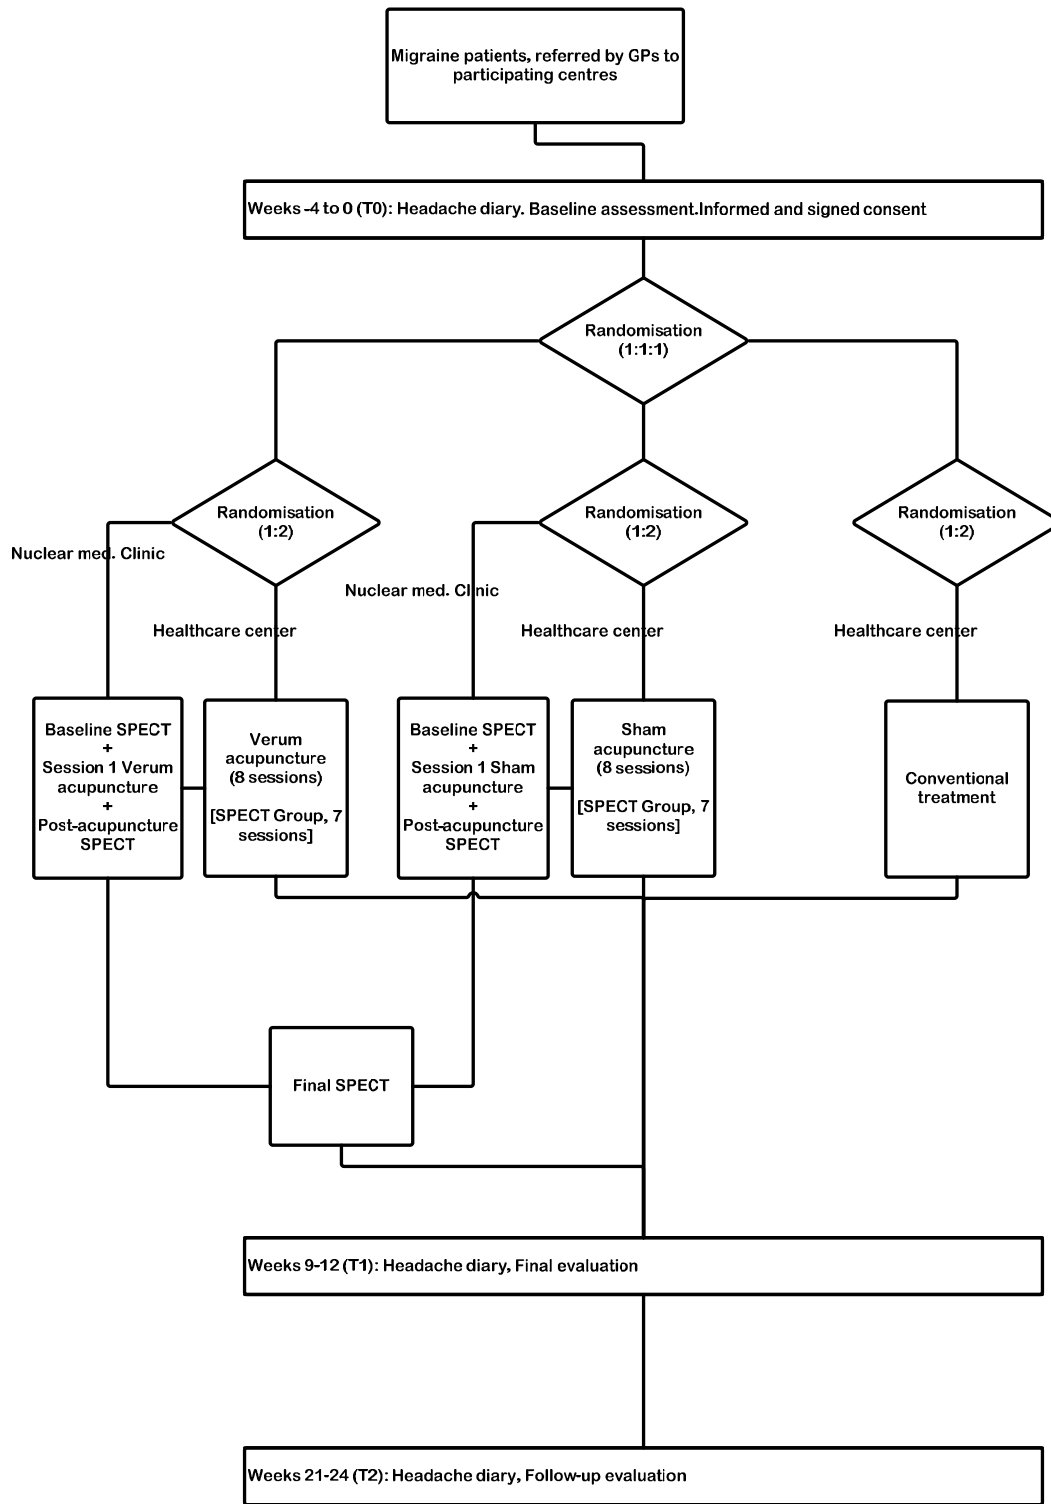 Migraine patients, referred by GPs to
participating centres
Weeks -4 to 0 (T0): Headache diary. Baseline assessment.Informed and signed consent
Randomisation
(1:1:1)
Randomisation
(1:2)
Randomisation
(1:2)
Randomisation
(1:2)
Nuclear med. Clinic
Nuclear med. Clinic
Healthcare center
Healthcare center
Healthcare center
Baseline SPECT
+
Session 1 Verum
acupuncture
+
Post-acupuncture
SPECT
Verum
acupuncture
(8 sessions)
[SPECT Group, 7
sessions]
Baseline SPECT
+
Session 1 Sham
acupuncture
+
Post-acupuncture
SPECT
Sham
acupuncture
(8 sessions)
[SPECT Group, 7
sessions]
Conventional
treatment
Final SPECT
Weeks 9-12 (T1): Headache diary, Final evaluation
Weeks 21-24 (T2): Headache diary, Follow-up evaluation